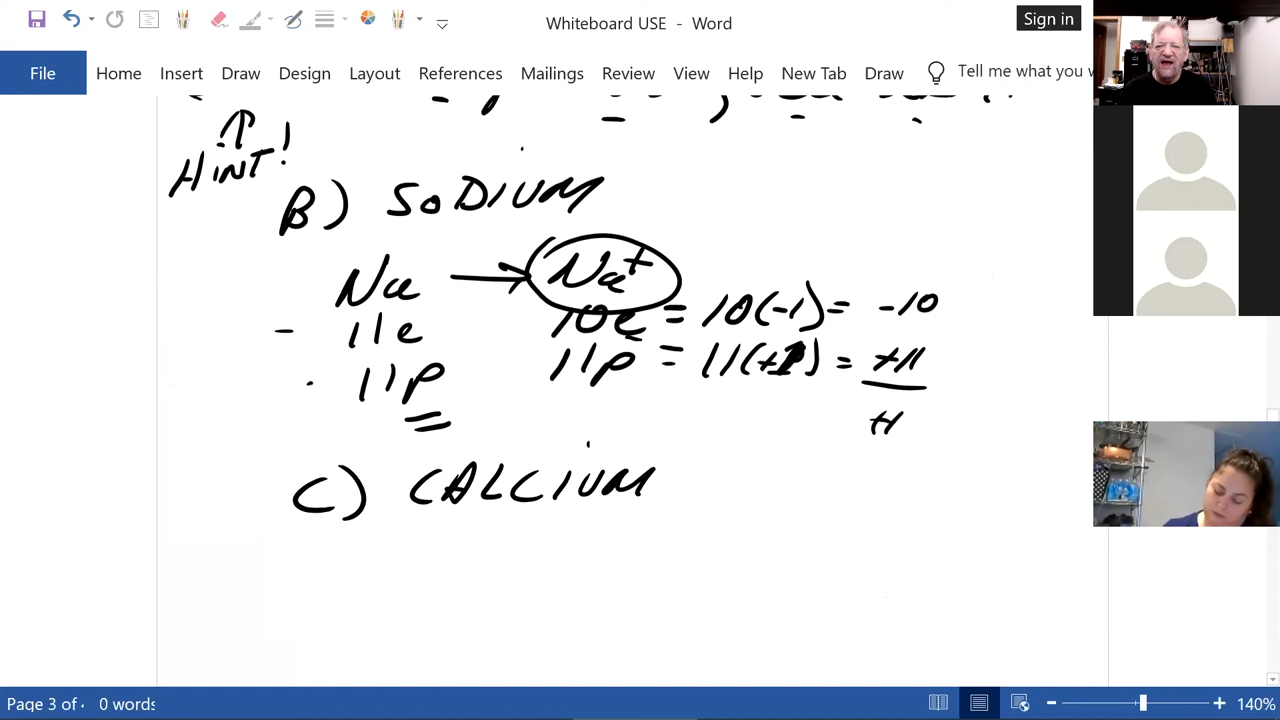 Whiteboard USE - Word
Sign in
File Home Insert Draw Design Layout References Mailings Review View Help New Tab Draw Tell me what you w
HINT!
B) SODIUM
Na → Na+
- 11e 10e = 10(-1) = -10
11p 11p = 11(+1) = +11
+1
C) CALCIUM
Page 3 of 0 words 140%